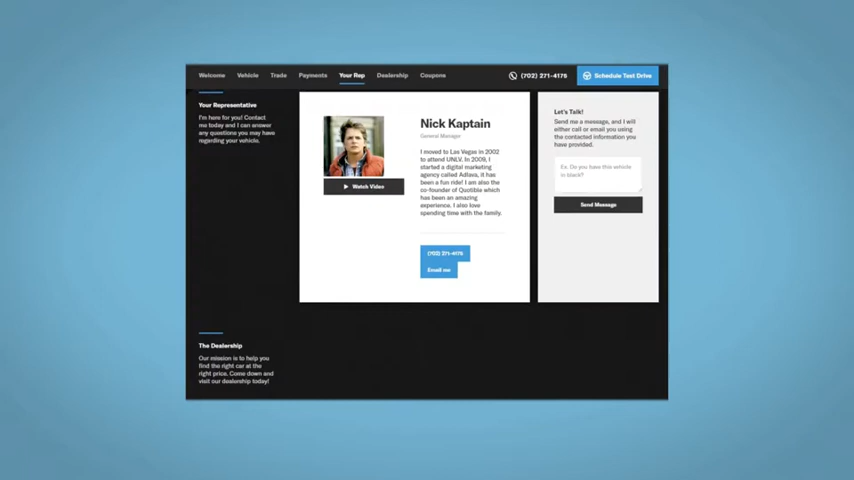 Welcome Vehicle Trade Payments Your Rep Dealership Coupons (702) 271-4176 Schedule Test Drive
Your Representative
I'm here for you! Contact
me today and I can answer
any questions you may have
regarding your vehicle.
Watch Video
Nick Kaptain
General Manager
I moved to Las Vegas in 2002
to attend UNLV. In 2009, I
started a digital marketing
agency called Adlava, it has
been a fun ride! I am also the
co-founder of Quotible which
has been an amazing
experience. I also love
spending time with the family.
(702) 271-4176
Email me
Let's Talk!
Send me a message, and I will
either call or email you using
the contacted information you
have provided.
Ex. Do you have this vehicle
in black?
Send Message
The Dealership
Our mission is to help you
find the right car at the
right price. Come down and
visit our dealership today!